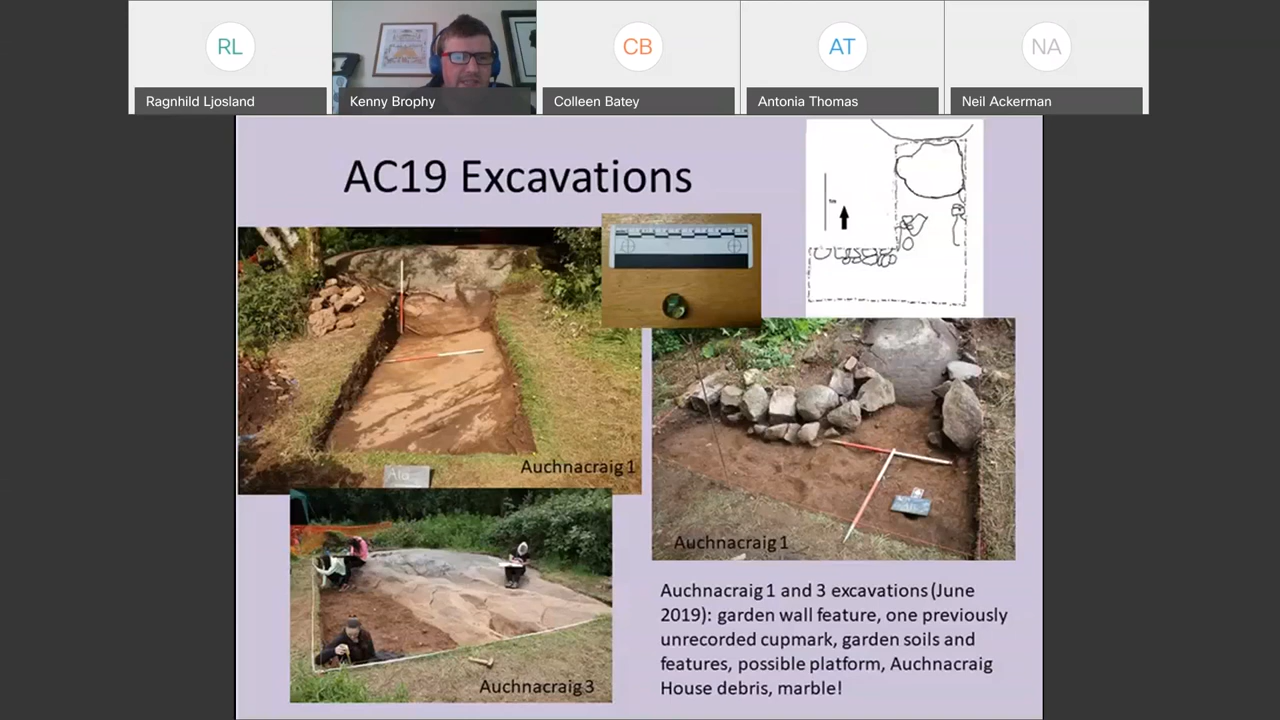 RL
Ragnhild Ljosland
Kenny Brophy
CB
Colleen Batey
AT
Antonia Thomas
NA
Neil Ackerman
AC19 Excavations
Auchnacraig 1
Auchnacraig 1
Auchnacraig 3
Auchnacraig 1 and 3 excavations (June
2019): garden wall feature, one previously
unrecorded cupmark, garden soils and
features, possible platform, Auchnacraig
House debris, marble!